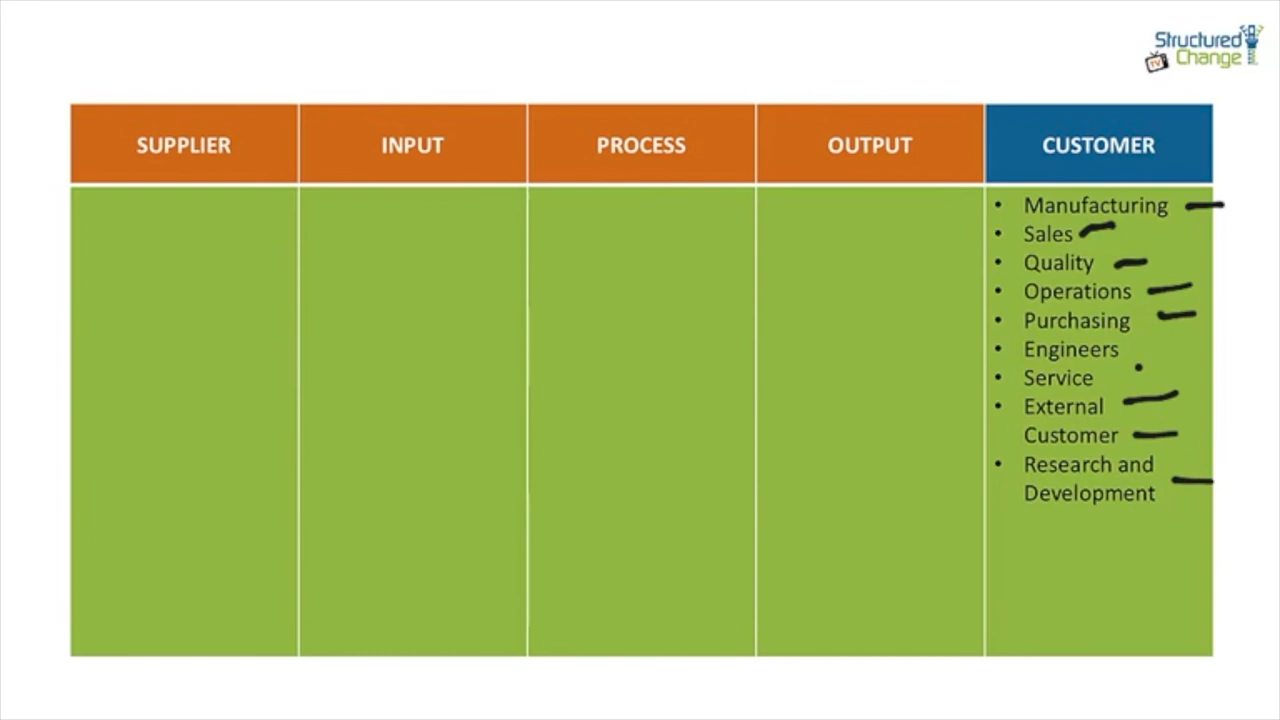 Structured
TV Change
SUPPLIER INPUT PROCESS OUTPUT CUSTOMER
• Manufacturing
• Sales
• Quality
• Operations
• Purchasing
• Engineers
• Service
• External
Customer
• Research and
Development